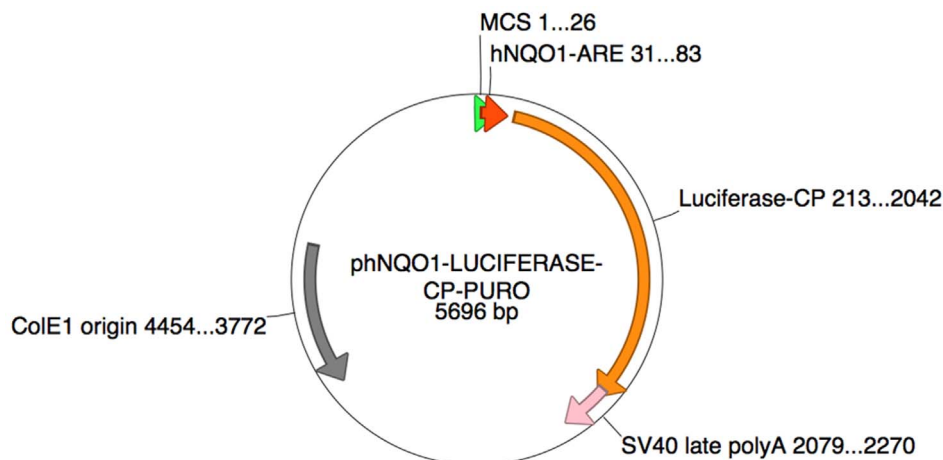 MCS 1...26
hNQO1-ARE 31...83
Luciferase-CP 213...2042
phNQO1-LUCIFERASE-
CP-PURO
5696 bp
ColE1 origin 4454...3772
SV40 late polyA 2079...2270